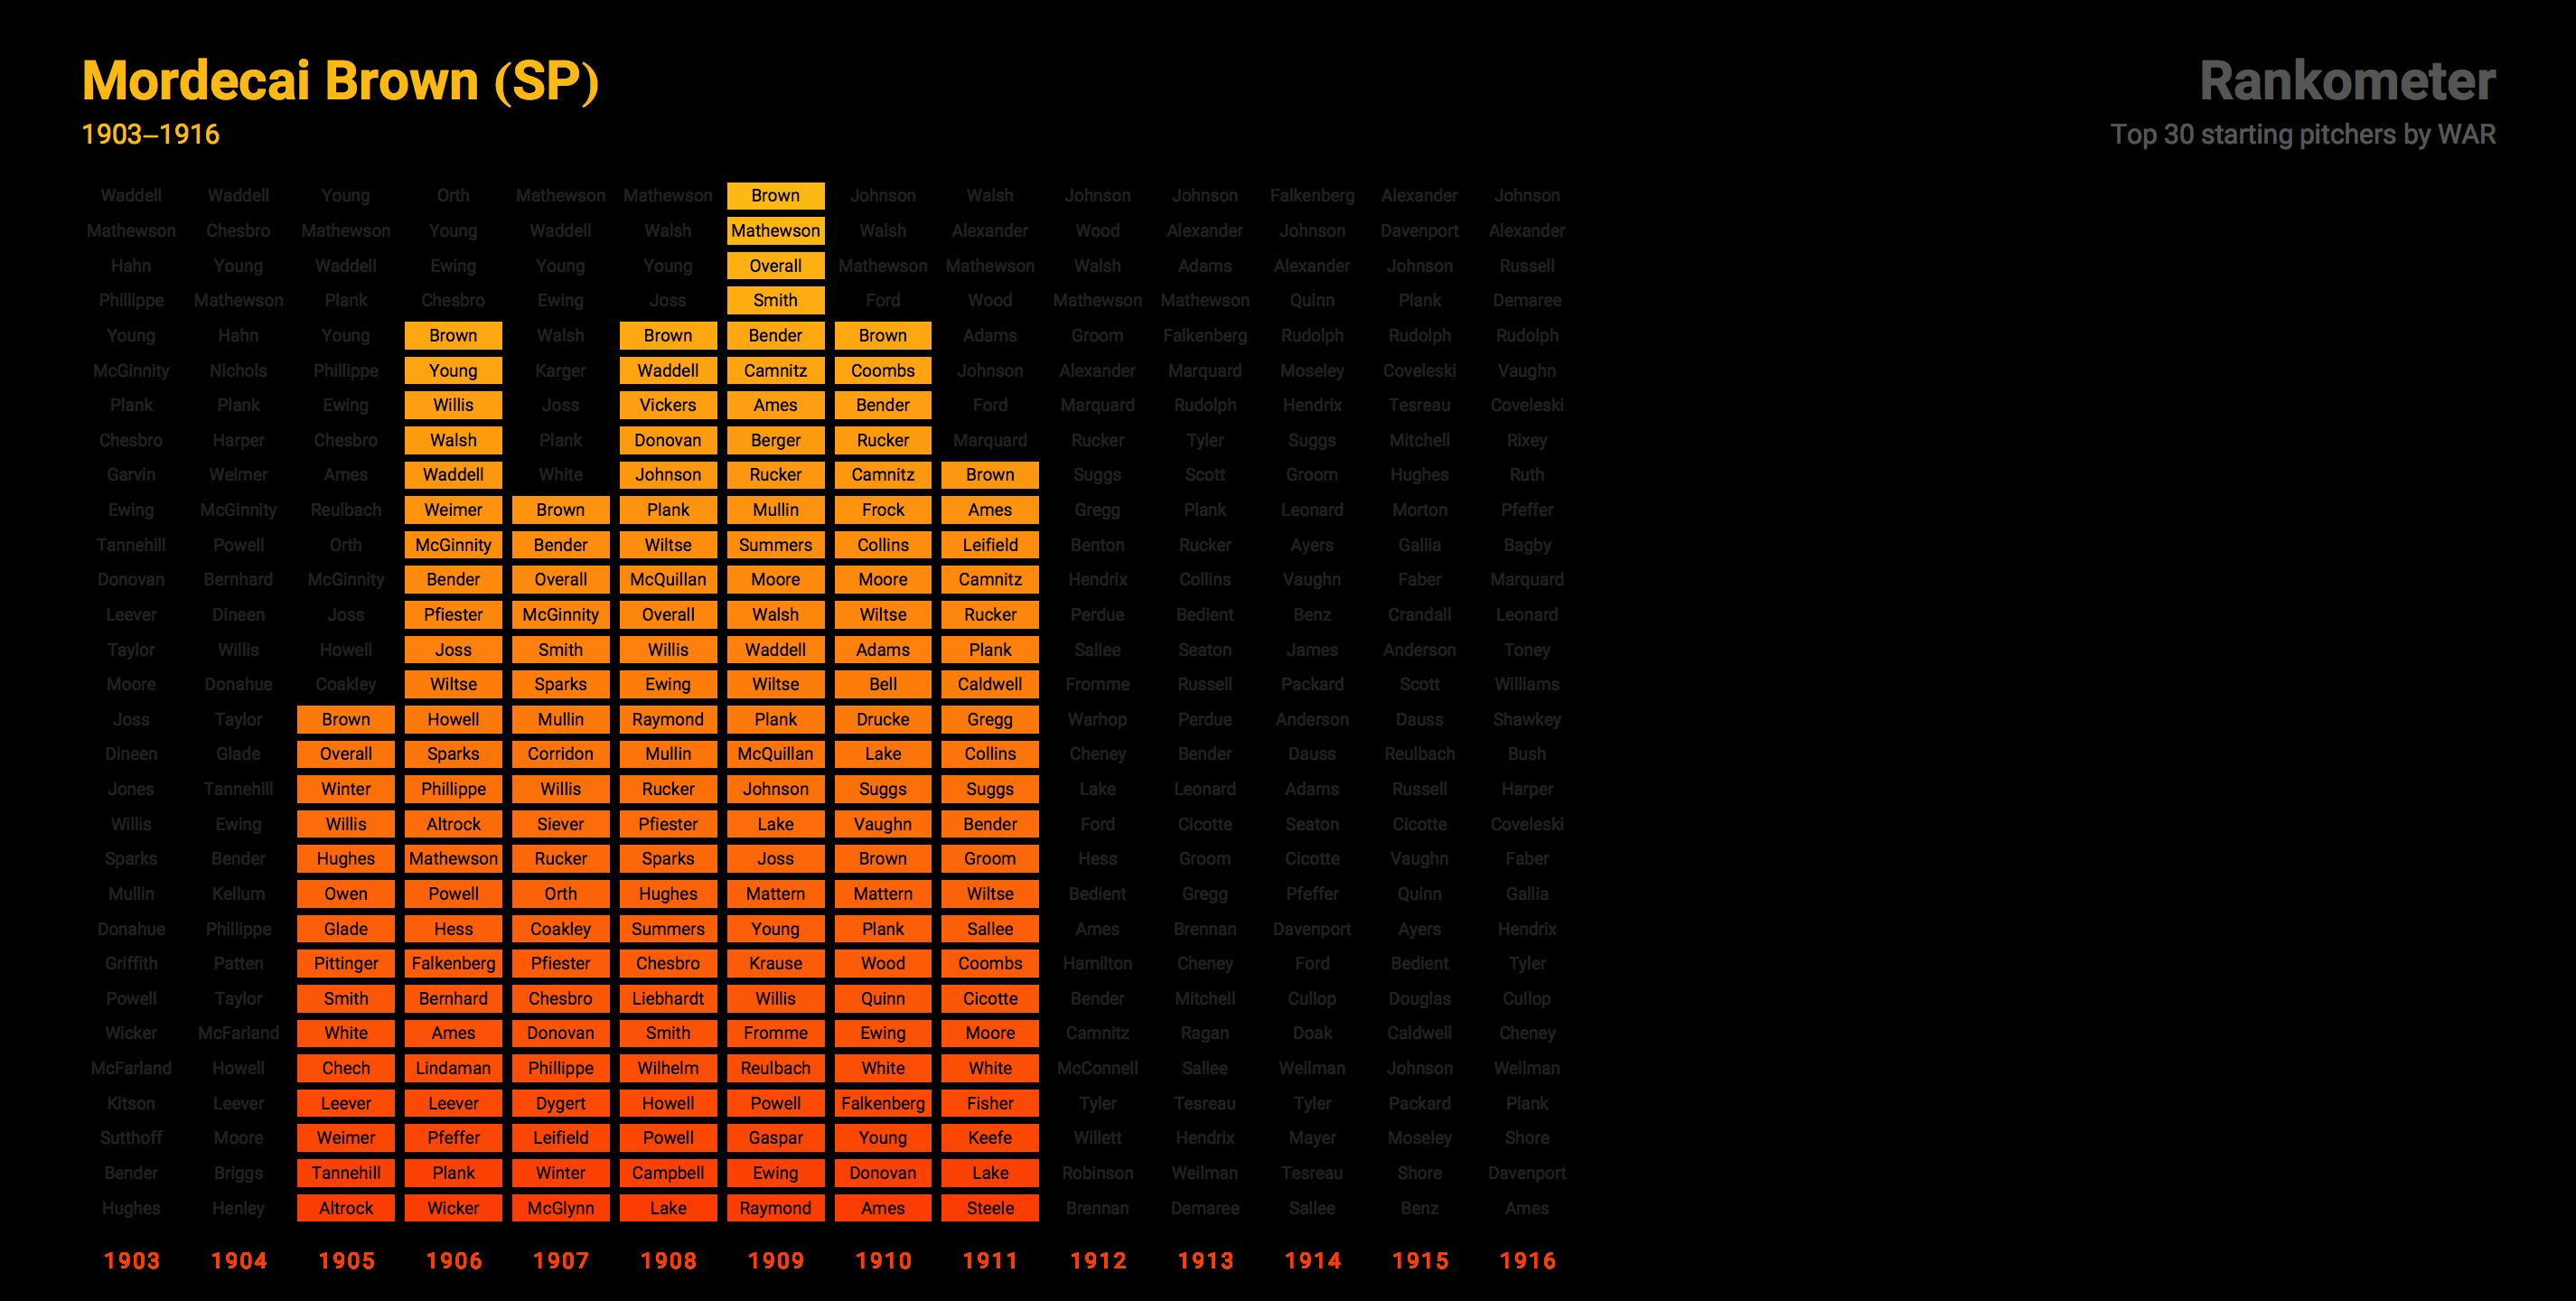 Mordecai Brown (SP)
1903–1916
Rankometer
Top 30 starting pitchers by WAR
Waddell Waddell Young Orth Mathewson Mathewson Brown Johnson Walsh Johnson Johnson Falkenberg Alexander Johnson
Mathewson Chesbro Mathewson Young Waddell Walsh Mathewson Walsh Alexander Wood Alexander Johnson Davenport Alexander
Hahn Young Waddell Ewing Young Young Overall Mathewson Mathewson Walsh Adams Alexander Johnson Russell
Phillippe Mathewson Plank Chesbro Ewing Joss Smith Ford Wood Mathewson Mathewson Quinn Plank Demaree
Young Hahn Young Brown Walsh Brown Bender Brown Adams Groom Falkenberg Rudolph Rudolph Rudolph
McGinnity Nichols Phillippe Young Karger Waddell Camnitz Coombs Johnson Alexander Marquard Moseley Coveleski Vaughn
Plank Plank Ewing Willis Joss Vickers Ames Bender Ford Marquard Rudolph Hendrix Tesreau Coveleski
Chesbro Harper Chesbro Walsh Plank Donovan Berger Rucker Marquard Rucker Tyler Suggs Mitchell Rixey
Garvin Weimer Ames Waddell White Johnson Rucker Camnitz Brown Suggs Scott Groom Hughes Ruth
Ewing McGinnity Reulbach Weimer Brown Plank Mullin Frock Ames Gregg Plank Leonard Morton Pfeffer
Tannehill Powell Orth McGinnity Bender Wiltse Summers Collins Leifield Benton Rucker Ayers Gallia Bagby
Donovan Bernhard McGinnity Bender Overall McQuillan Moore Moore Camnitz Hendrix Collins Vaughn Faber Marquard
Leever Dineen Joss Pfiester McGinnity Overall Walsh Wiltse Rucker Perdue Bedient Benz Crandall Leonard
Taylor Willis Howell Joss Smith Willis Waddell Adams Plank Sallee Seaton James Anderson Toney
Moore Donahue Coakley Wiltse Sparks Ewing Wiltse Bell Caldwell Fromme Russell Packard Scott Williams
Joss Taylor Brown Howell Mullin Raymond Plank Drucke Gregg Warhop Perdue Anderson Dauss Shawkey
Dineen Glade Overall Sparks Corridon Mullin McQuillan Lake Collins Cheney Bender Dauss Reulbach Bush
Jones Tannehill Winter Phillippe Willis Rucker Johnson Suggs Suggs Lake Leonard Adams Russell Harper
Willis Ewing Willis Altrock Siever Pfiester Lake Vaughn Bender Ford Cicotte Seaton Cicotte Coveleski
Sparks Bender Hughes Mathewson Rucker Sparks Joss Brown Groom Hess Groom Cicotte Vaughn Faber
Mullin Kellum Owen Powell Orth Hughes Mattern Mattern Wiltse Bedient Gregg Pfeffer Quinn Gallia
Donahue Phillippe Glade Hess Coakley Summers Young Plank Sallee Ames Brennan Davenport Ayers Hendrix
Griffith Patten Pittinger Falkenberg Pfiester Chesbro Krause Wood Coombs Hamilton Cheney Ford Bedient Tyler
Powell Taylor Smith Bernhard Chesbro Liebhardt Willis Quinn Cicotte Bender Mitchell Cullop Douglas Cullop
Wicker McFarland White Ames Donovan Smith Fromme Ewing Moore Camnitz Ragan Doak Caldwell Cheney
McFarland Howell Chech Lindaman Phillippe Wilhelm Reulbach White White McConnell Sallee Weilman Johnson Weilman
Kitson Leever Leever Leever Dygert Howell Powell Falkenberg Fisher Tyler Tesreau Tyler Packard Plank
Sutthoff Moore Weimer Pfeffer Leifield Powell Gaspar Young Keefe Willett Hendrix Mayer Moseley Shore
Bender Briggs Tannehill Plank Winter Campbell Ewing Donovan Lake Robinson Weilman Tesreau Shore Davenport
Hughes Henley Altrock Wicker McGlynn Lake Raymond Ames Steele Brennan Demaree Sallee Benz Ames
1903 1904 1905 1906 1907 1908 1909 1910 1911 1912 1913 1914 1915 1916